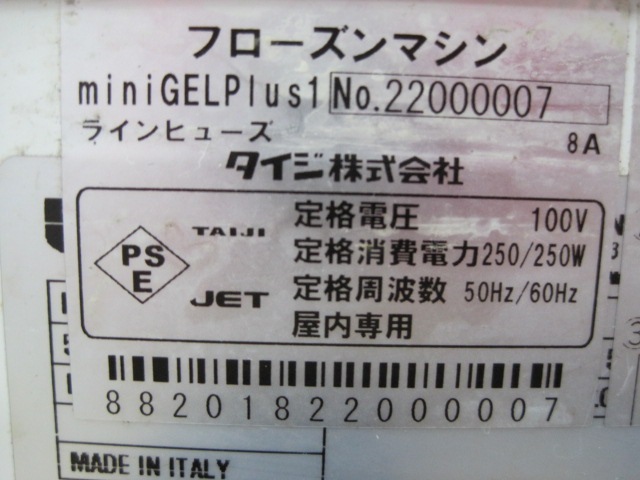 フローズンマシン
miniGELPlus1 No.22000007
ラインヒューズ 8A
タイジ株式会社
PSE
TAIJI
JET
定格電圧 100V
定格消費電力 250/250W
定格周波数 50Hz/60Hz
屋内専用
88201822000007
MADE IN ITALY